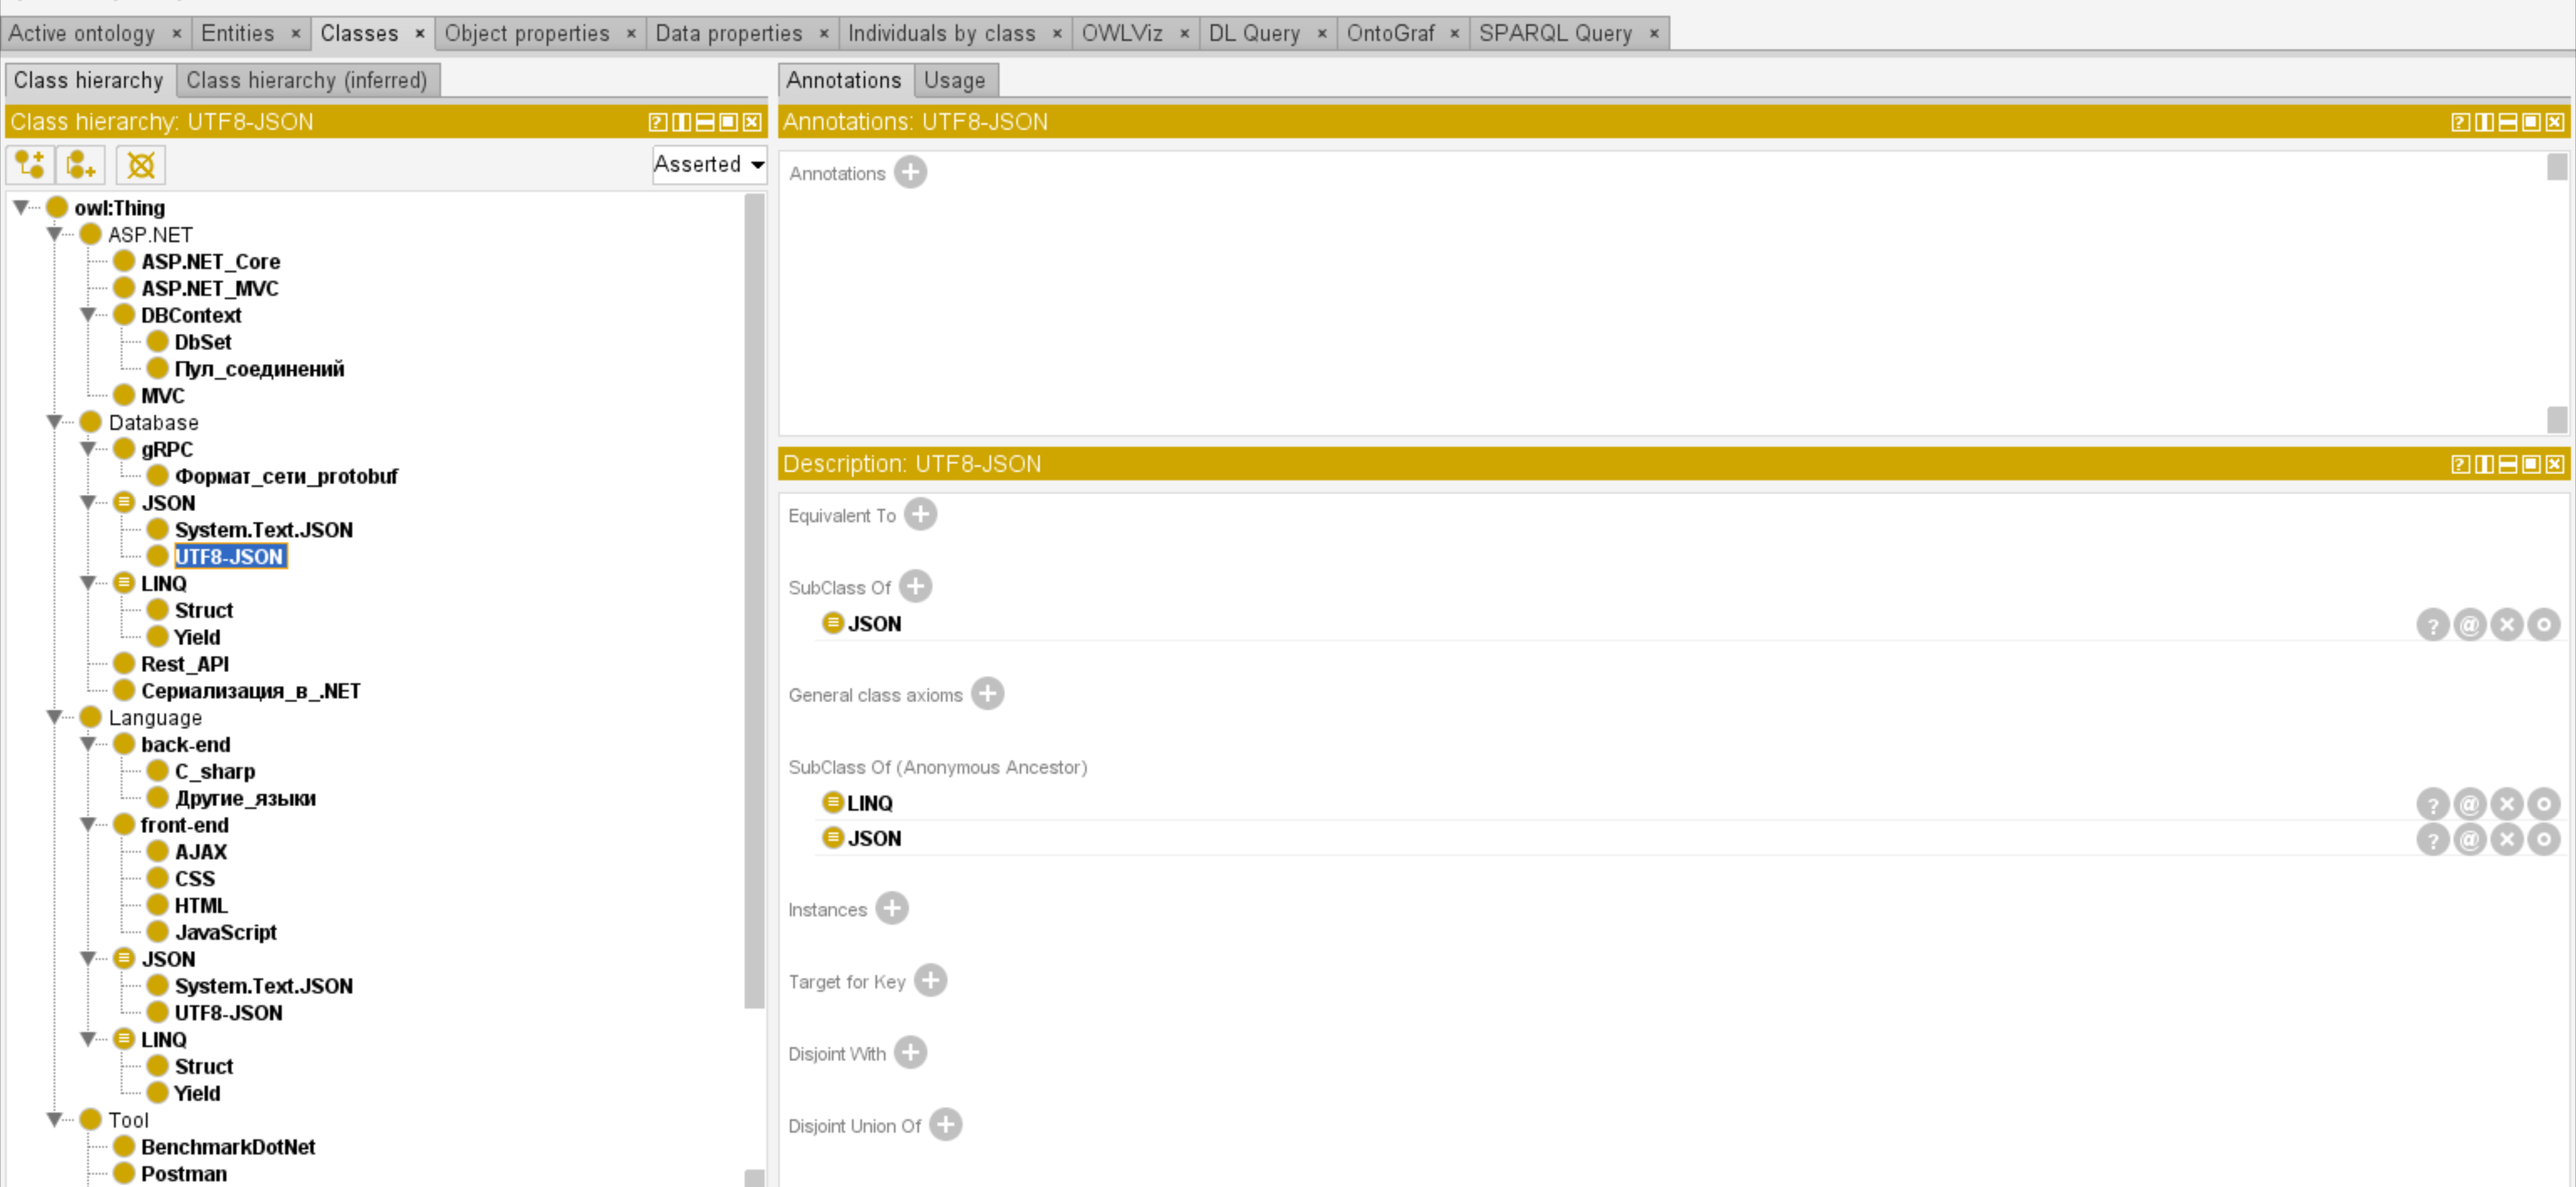 Active ontology × Entities × Classes × Object properties × Data properties × Individuals by class × OWLViz × DL Query × OntoGraf × SPARQL Query ×
Class hierarchy Class hierarchy (inferred)
Class hierarchy: UTF8-JSON
Asserted
owl:Thing
ASP.NET
ASP.NET_Core
ASP.NET_MVC
DBContext
DbSet
Пул_соединений
MVC
Database
gRPC
Формат_сети_protobuf
JSON
System.Text.JSON
UTF8-JSON
LINQ
Struct
Yield
Rest_API
Сериализация_в_.NET
Language
back-end
C_sharp
Другие_языки
front-end
AJAX
CSS
HTML
JavaScript
JSON
System.Text.JSON
UTF8-JSON
LINQ
Struct
Yield
Tool
BenchmarkDotNet
Postman
Annotations Usage
Annotations: UTF8-JSON
Annotations
Description: UTF8-JSON
Equivalent To
SubClass Of
JSON
General class axioms
SubClass Of (Anonymous Ancestor)
LINQ
JSON
Instances
Target for Key
Disjoint With
Disjoint Union Of